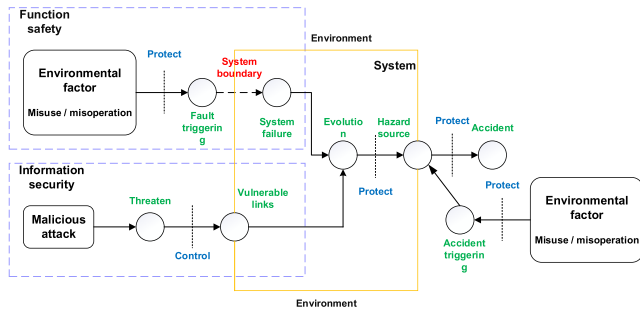 Function
safety
Environment
Protect
System
boundary
System
Environmental
factor
Misuse / misoperation
Fault
triggerin
g
System
failure
Evolutio
n
Hazard
source
Protect
Accident
Protect
Information
security
Threaten
Vulnerable
links
Malicious
attack
Control
Protect
Accident
triggerin
g
Environmental
factor
Misuse / misoperation
Environment